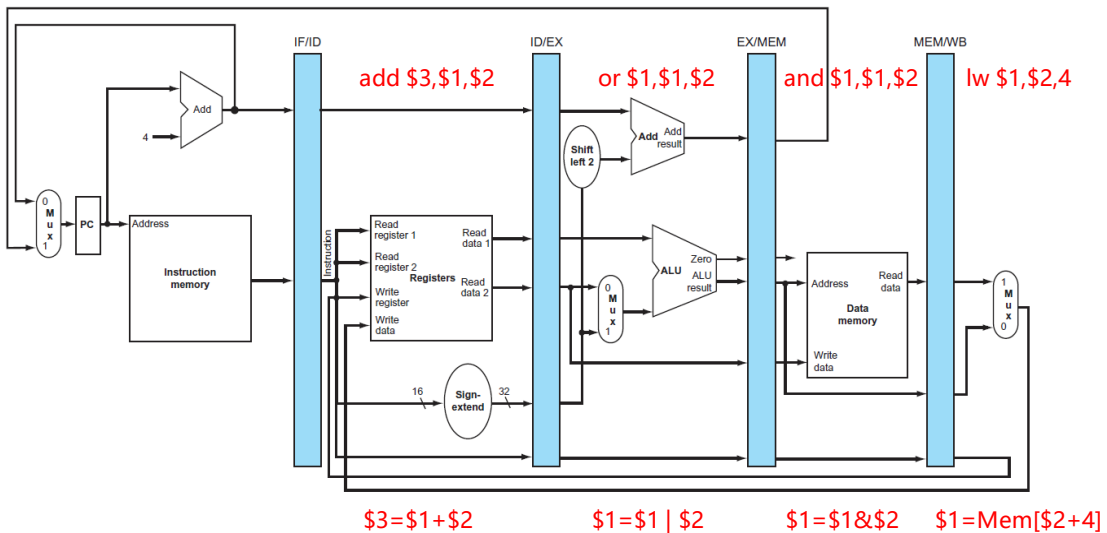 IF/ID
ID/EX
EX/MEM
MEM/WB
add $3,$1,$2
or $1,$1,$2
and $1,$1,$2
lw $1,$2,4
Add
4
Shift
left 2
Add
Add
result
0
M
u
x
1
PC
Address
Instruction
memory
Instruction
Read
register 1
Read
register 2
Write
register
Write
data
Registers
Read
data 1
Read
data 2
0
M
u
x
1
Zero
ALU
ALU
result
Address
Read
data
Data
memory
Write
data
1
M
u
x
0
16
Sign-
extend
32
$3=$1+$2
$1=$1 | $2
$1=$1&$2
$1=Mem[$2+4]